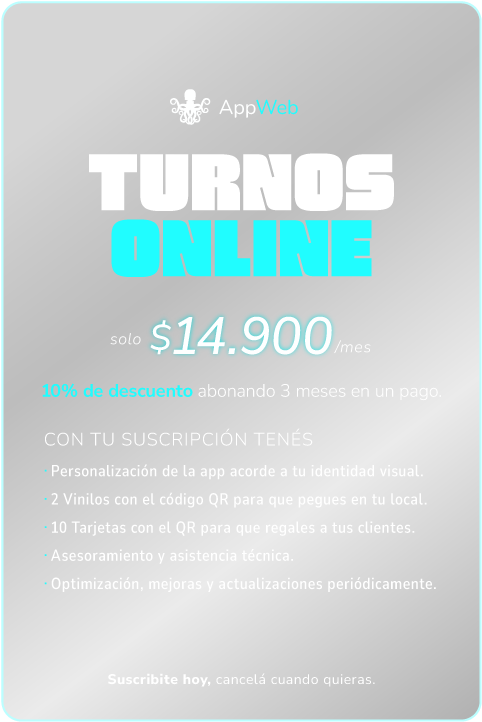 AppWeb
TURNOS
ONLINE
solo $14.900/mes
10% de descuento abonando 3 meses en un pago.
CON TU SUSCRIPCIÓN TENÉS
· Personalización de la app acorde a tu identidad visual.
· 2 Vinilos con el código QR para que pegues en tu local.
· 10 Tarjetas con el QR para que regales a tus clientes.
· Asesoramiento y asistencia técnica.
· Optimización, mejoras y actualizaciones periódicamente.
Suscribite hoy, cancelá cuando quieras.